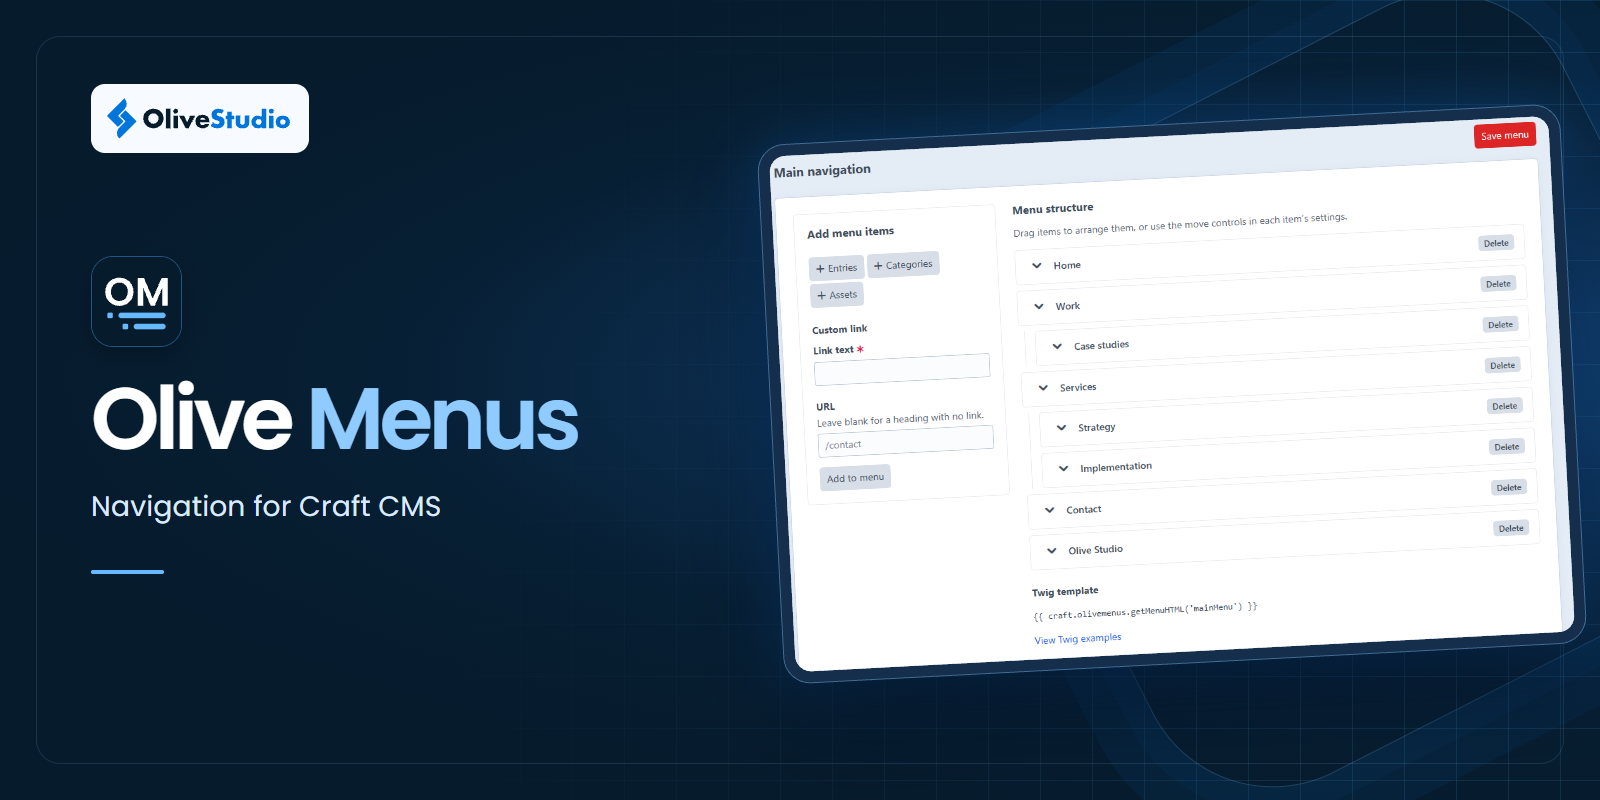 OliveStudio
OM
Olive Menus
Navigation for Craft CMS
Main navigation
Save menu
Add menu items
+ Entries
+ Categories
+ Assets
Custom link
Link text *
URL
Leave blank for a heading with no link.
/contact
Add to menu
Menu structure
Drag items to arrange them, or use the move controls in each item's settings.
Home
Delete
Work
Delete
Case studies
Delete
Services
Delete
Strategy
Delete
Implementation
Delete
Contact
Delete
Olive Studio
Delete
Twig template
{{ craft.olivemenus.getMenuHTML('mainMenu') }}
View Twig examples